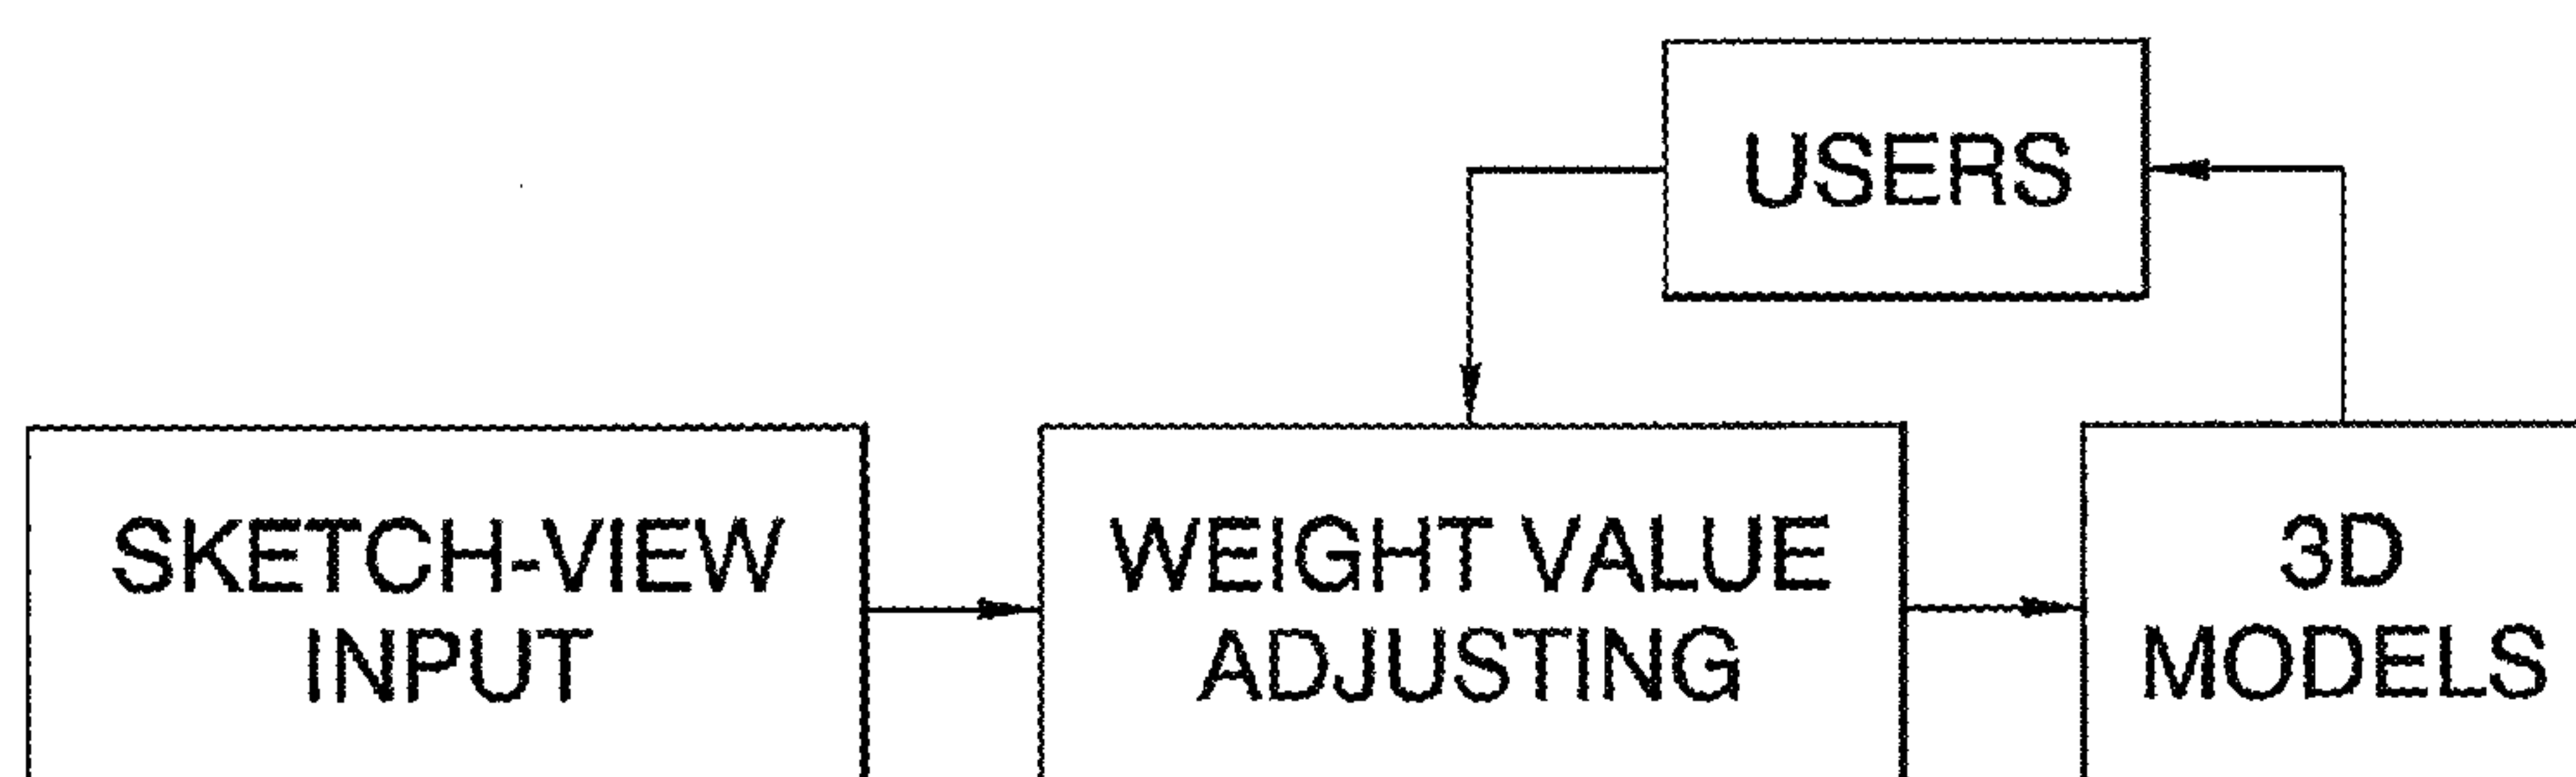 USERS
SKETCH-VIEW
INPUT
WEIGHT VALUE
ADJUSTING
3D
MODELS